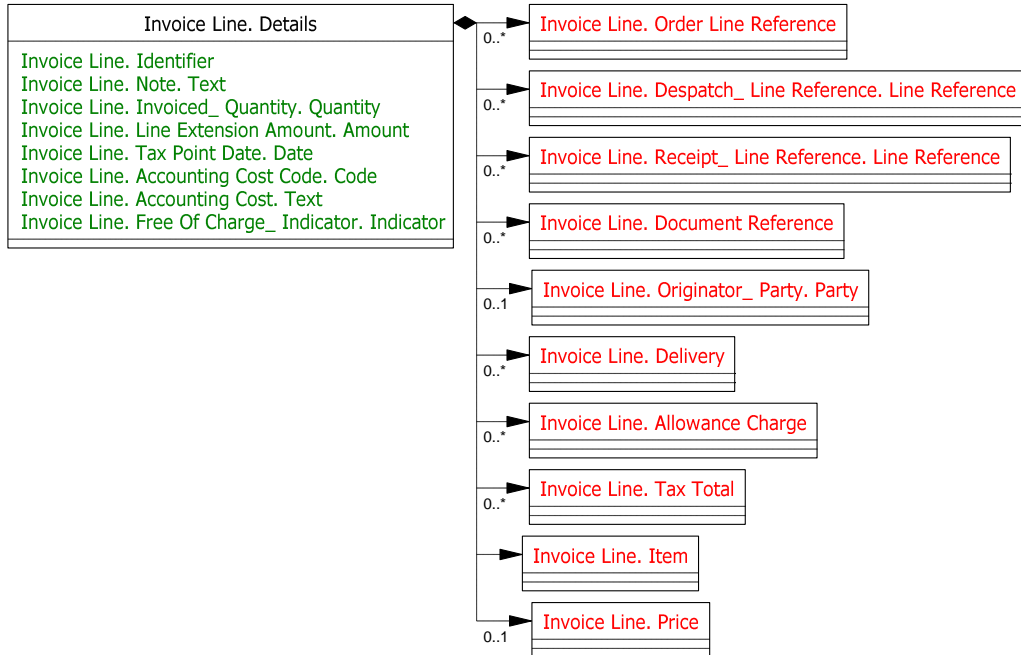 Invoice Line. Details
Invoice Line. Identifier
Invoice Line. Note. Text
Invoice Line. Invoiced_ Quantity. Quantity
Invoice Line. Line Extension Amount. Amount
Invoice Line. Tax Point Date. Date
Invoice Line. Accounting Cost Code. Code
Invoice Line. Accounting Cost. Text
Invoice Line. Free Of Charge_ Indicator. Indicator
0..*
Invoice Line. Order Line Reference
0..*
Invoice Line. Despatch_ Line Reference. Line Reference
0..*
Invoice Line. Receipt_ Line Reference. Line Reference
0..*
Invoice Line. Document Reference
0..1
Invoice Line. Originator_ Party. Party
0..*
Invoice Line. Delivery
0..*
Invoice Line. Allowance Charge
0..*
Invoice Line. Tax Total
Invoice Line. Item
0..1
Invoice Line. Price